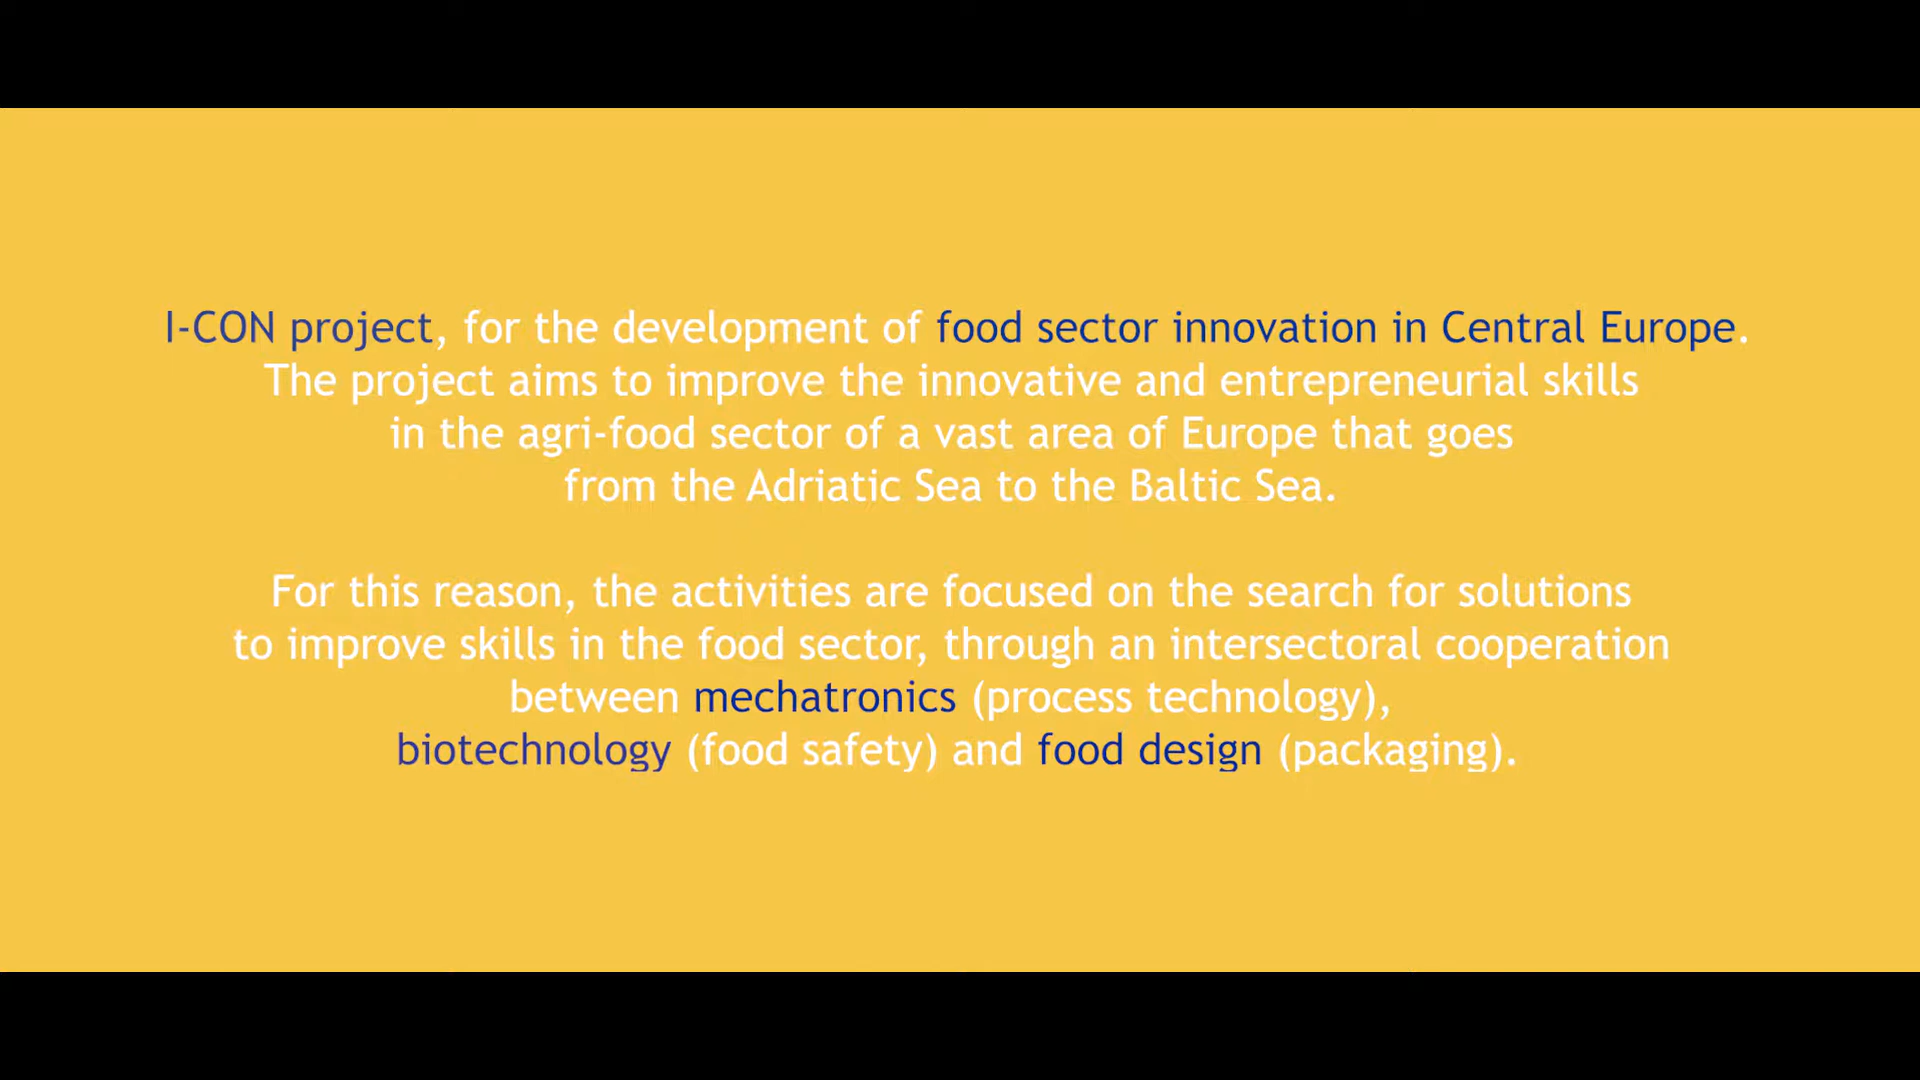 I-CON project, for the development of food sector innovation in Central Europe.
The project aims to improve the innovative and entrepreneurial skills
in the agri-food sector of a vast area of Europe that goes
from the Adriatic Sea to the Baltic Sea.
For this reason, the activities are focused on the search for solutions
to improve skills in the food sector, through an intersectoral cooperation
between mechatronics (process technology),
biotechnology (food safety) and food design (packaging).